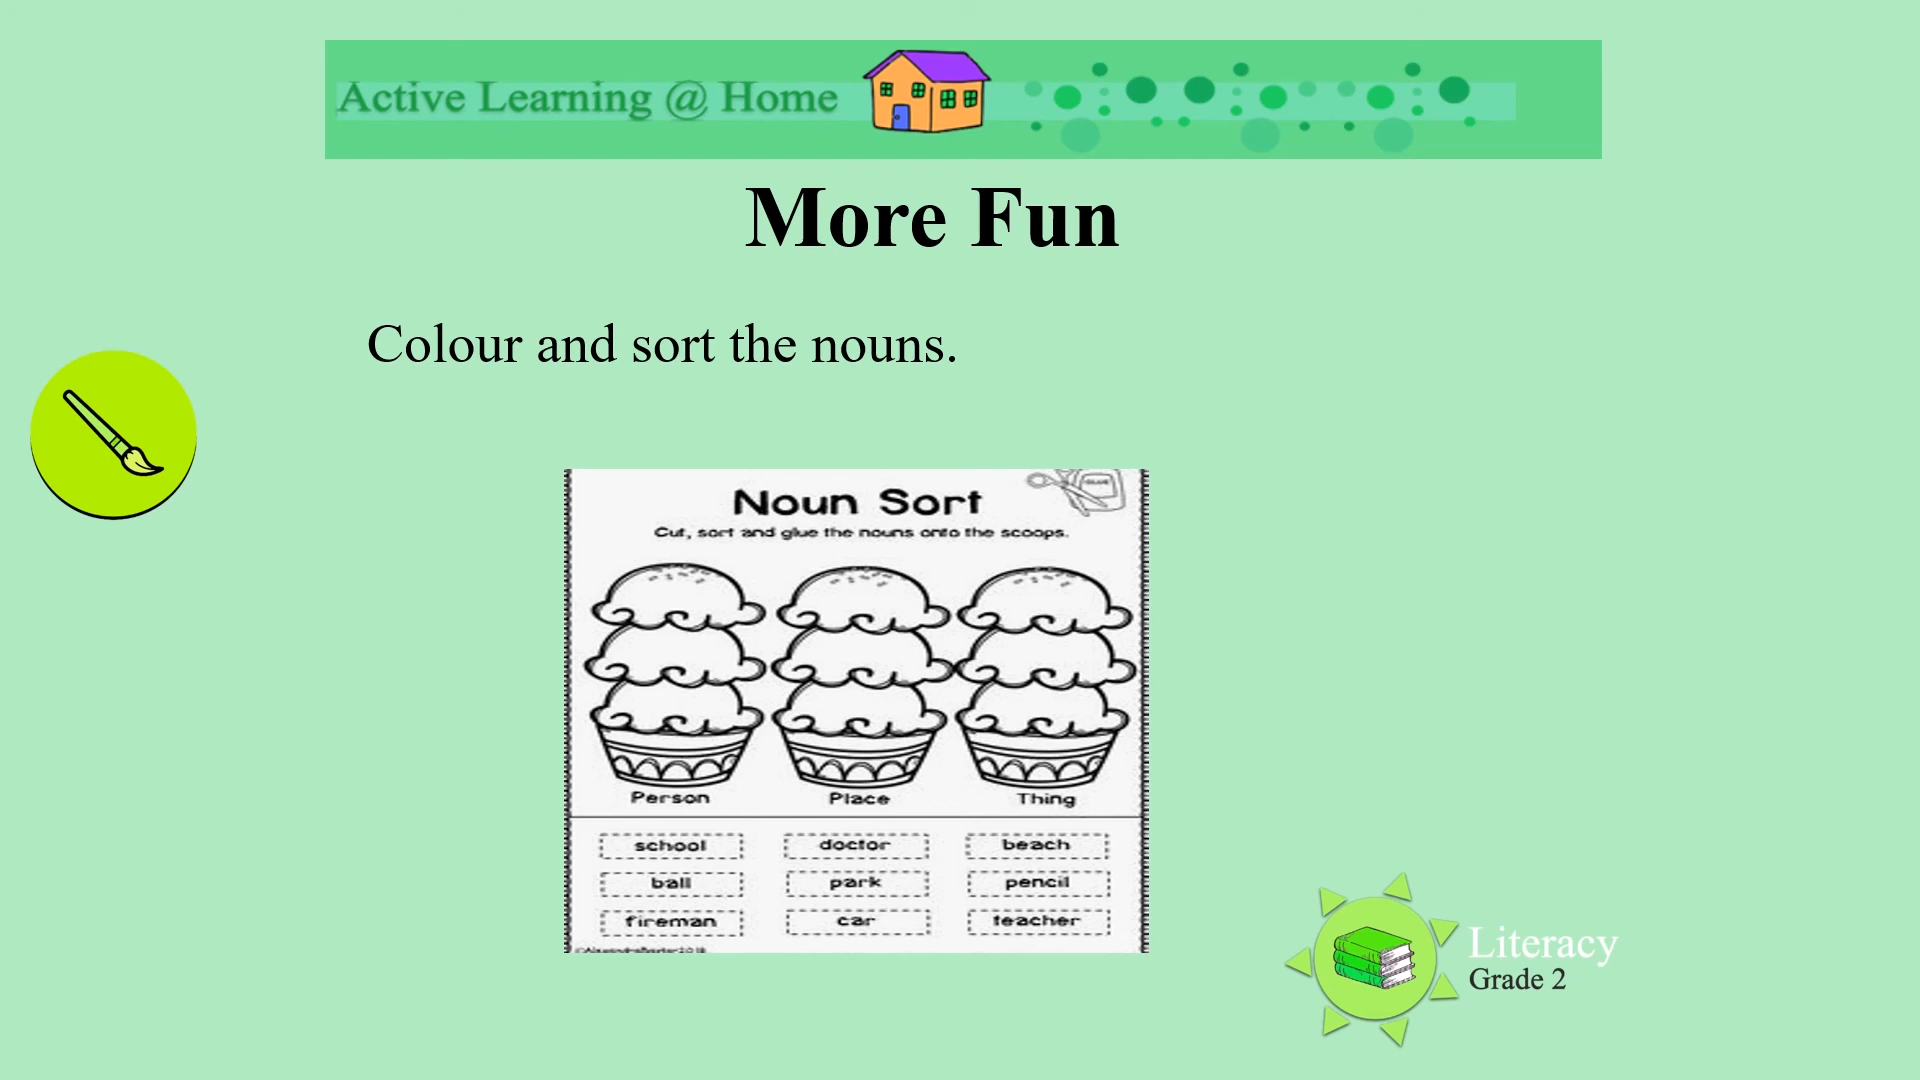 Active Learning @ Home
More Fun
Colour and sort the nouns.
GLUE
Noun Sort
Cut, sort and glue the nouns onto the scoops.
Person Place Thing
school doctor beach
ball park pencil
fireman car teacher
Literacy
Grade 2